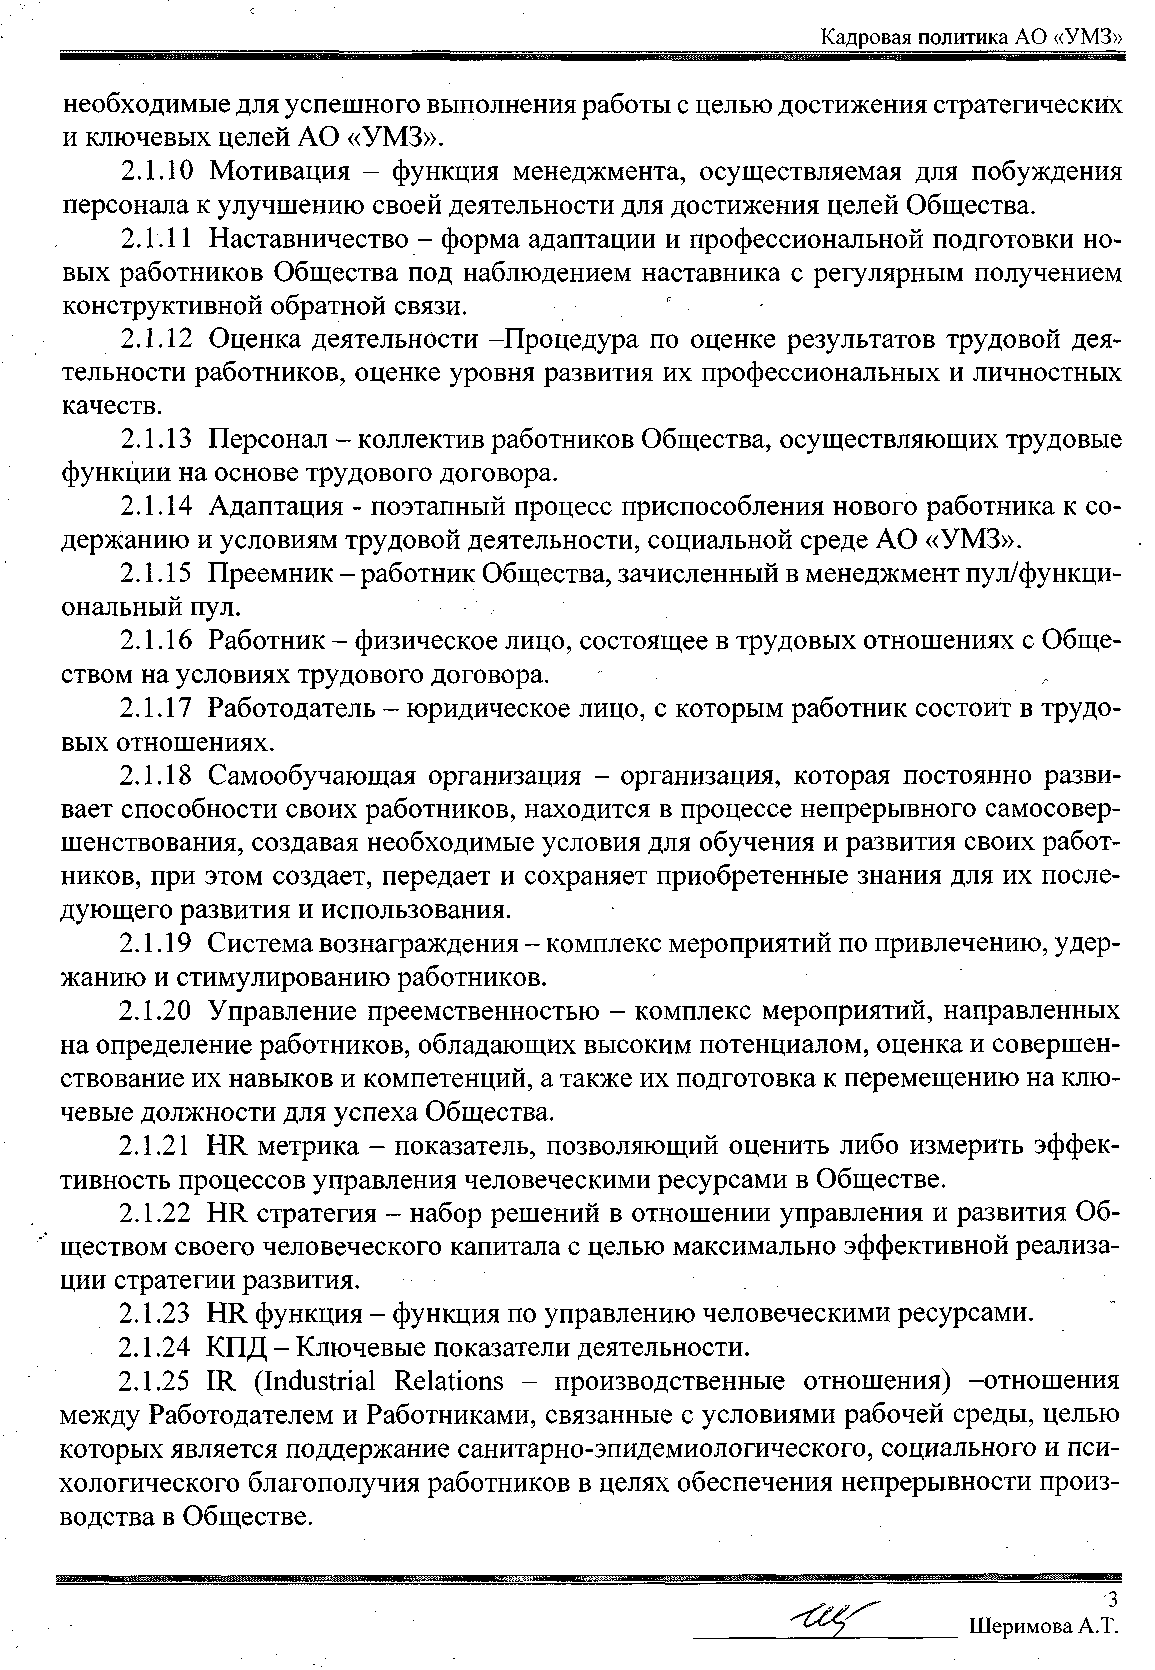 Кадровая политика АО «УМЗ»
необходимые для успешного выполнения работы с целью достижения стратегических
и ключевых целей АО «УМЗ».
2.1.10 Мотивация – функция менеджмента, осуществляемая для побуждения
персонала к улучшению своей деятельности для достижения целей Общества.
2.1.11 Наставничество – форма адаптации и профессиональной подготовки но-
вых работников Общества под наблюдением наставника с регулярным получением
конструктивной обратной связи.
2.1.12 Оценка деятельности –Процедура по оценке результатов трудовой дея-
тельности работников, оценке уровня развития их профессиональных и личностных
качеств.
2.1.13 Персонал – коллектив работников Общества, осуществляющих трудовые
функции на основе трудового договора.
2.1.14 Адаптация - поэтапный процесс приспособления нового работника к со-
держанию и условиям трудовой деятельности, социальной среде АО «УМЗ».
2.1.15 Преемник – работник Общества, зачисленный в менеджмент пул/функци-
ональный пул.
2.1.16 Работник – физическое лицо, состоящее в трудовых отношениях с Обще-
ством на условиях трудового договора.
2.1.17 Работодатель – юридическое лицо, с которым работник состоит в трудо-
вых отношениях.
2.1.18 Самообучающая организация – организация, которая постоянно разви-
вает способности своих работников, находится в процессе непрерывного самосовер-
шенствования, создавая необходимые условия для обучения и развития своих работ-
ников, при этом создает, передает и сохраняет приобретенные знания для их после-
дующего развития и использования.
2.1.19 Система вознаграждения – комплекс мероприятий по привлечению, удер-
жанию и стимулированию работников.
2.1.20 Управление преемственностью – комплекс мероприятий, направленных
на определение работников, обладающих высоким потенциалом, оценка и совершен-
ствование их навыков и компетенций, а также их подготовка к перемещению на клю-
чевые должности для успеха Общества.
2.1.21 HR метрика – показатель, позволяющий оценить либо измерить эффек-
тивность процессов управления человеческими ресурсами в Обществе.
2.1.22 HR стратегия – набор решений в отношении управления и развития Об-
ществом своего человеческого капитала с целью максимально эффективной реализа-
ции стратегии развития.
2.1.23 HR функция – функция по управлению человеческими ресурсами.
2.1.24 КПД – Ключевые показатели деятельности.
2.1.25 IR (Industrial Relations – производственные отношения) –отношения
между Работодателем и Работниками, связанные с условиями рабочей среды, целью
которых является поддержание санитарно-эпидемиологического, социального и пси-
хологического благополучия работников в целях обеспечения непрерывности произ-
водства в Обществе.
3
Шеримова А.Т.